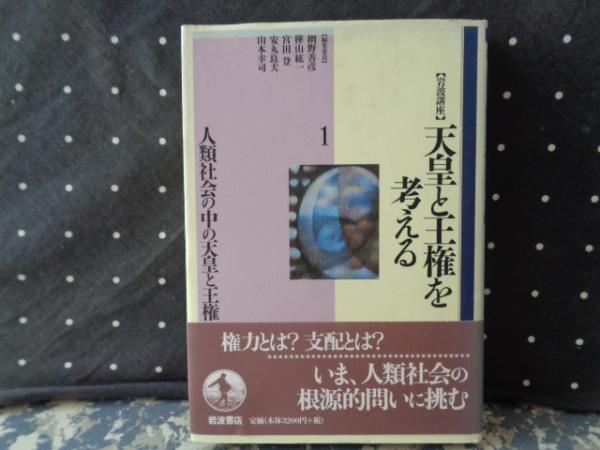 【岩波講座】
天皇と王権を
考える
1
【編集委員】
網野善彦
樺山紘一
宮田 登
安丸良夫
山本幸司
人類社会の中の天皇と王権
権力とは? 支配とは?
いま、人類社会の
根源的問いに挑む
岩波書店
定価(本体3200円+税)